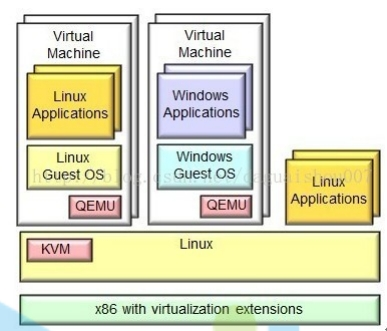 Virtual
Machine
Linux
Applications
Linux
Guest OS
QEMU
Virtual
Machine
Windows
Applications
Windows
Guest OS
QEMU
Linux
Applications
KVM
Linux
x86 with virtualization extensions